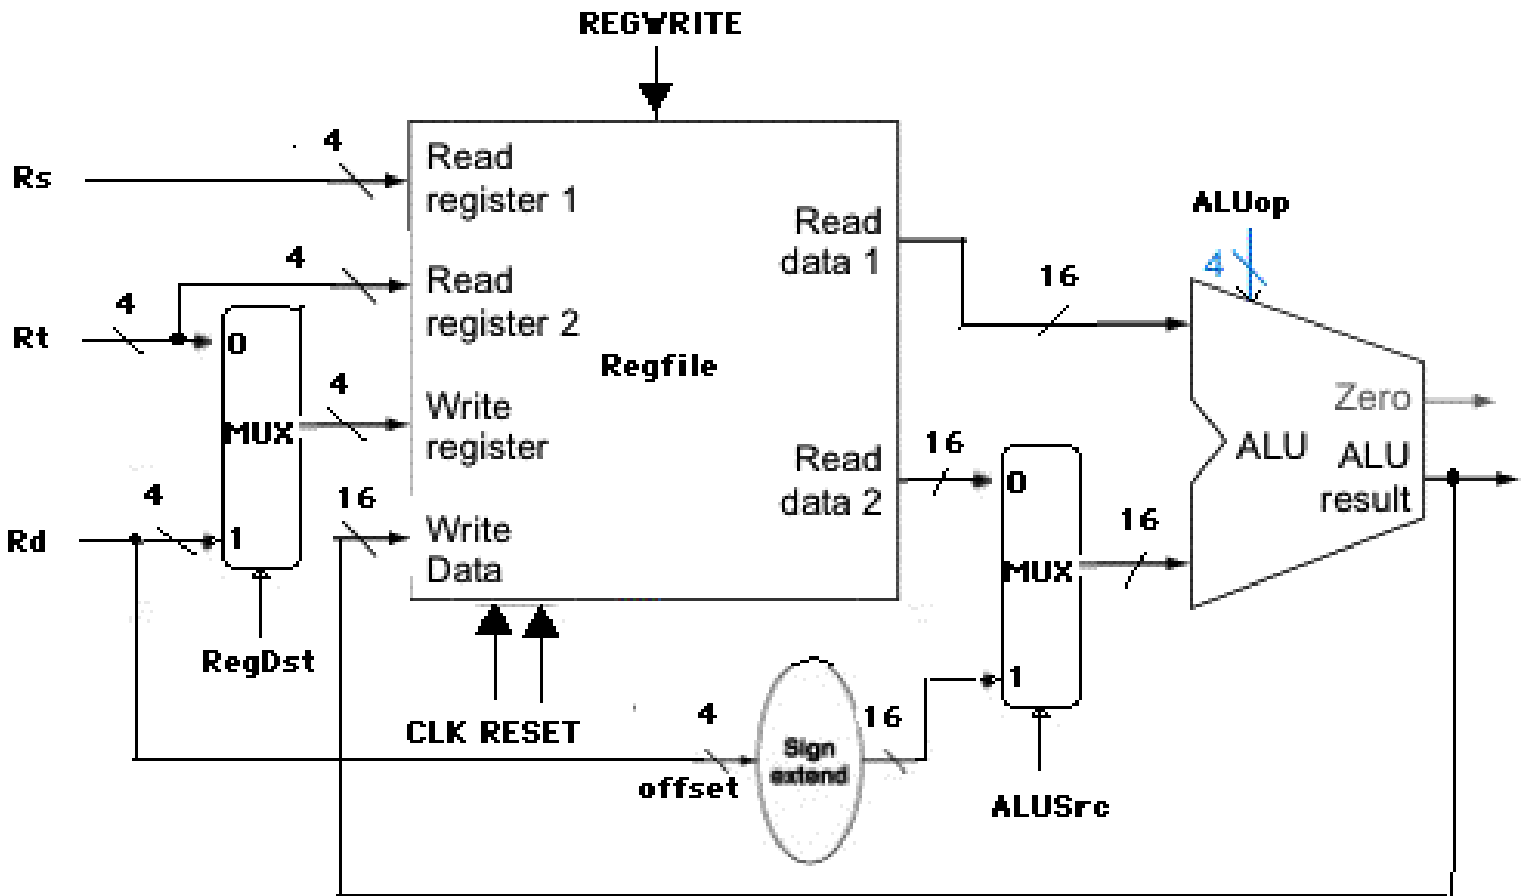 REGWRITE
4
Rs
Read
register 1
Read
data 1
ALUop
4
4
Read
register 2
16
4
Rt
0
Regfile
4
Write
register
MUX
Zero
ALU
ALU
result
16
Read
data 2
0
4
16
16
Rd
1
Write
Data
MUX
RegDst
1
CLK RESET
4
16
Sign
extend
offset
ALUSrc